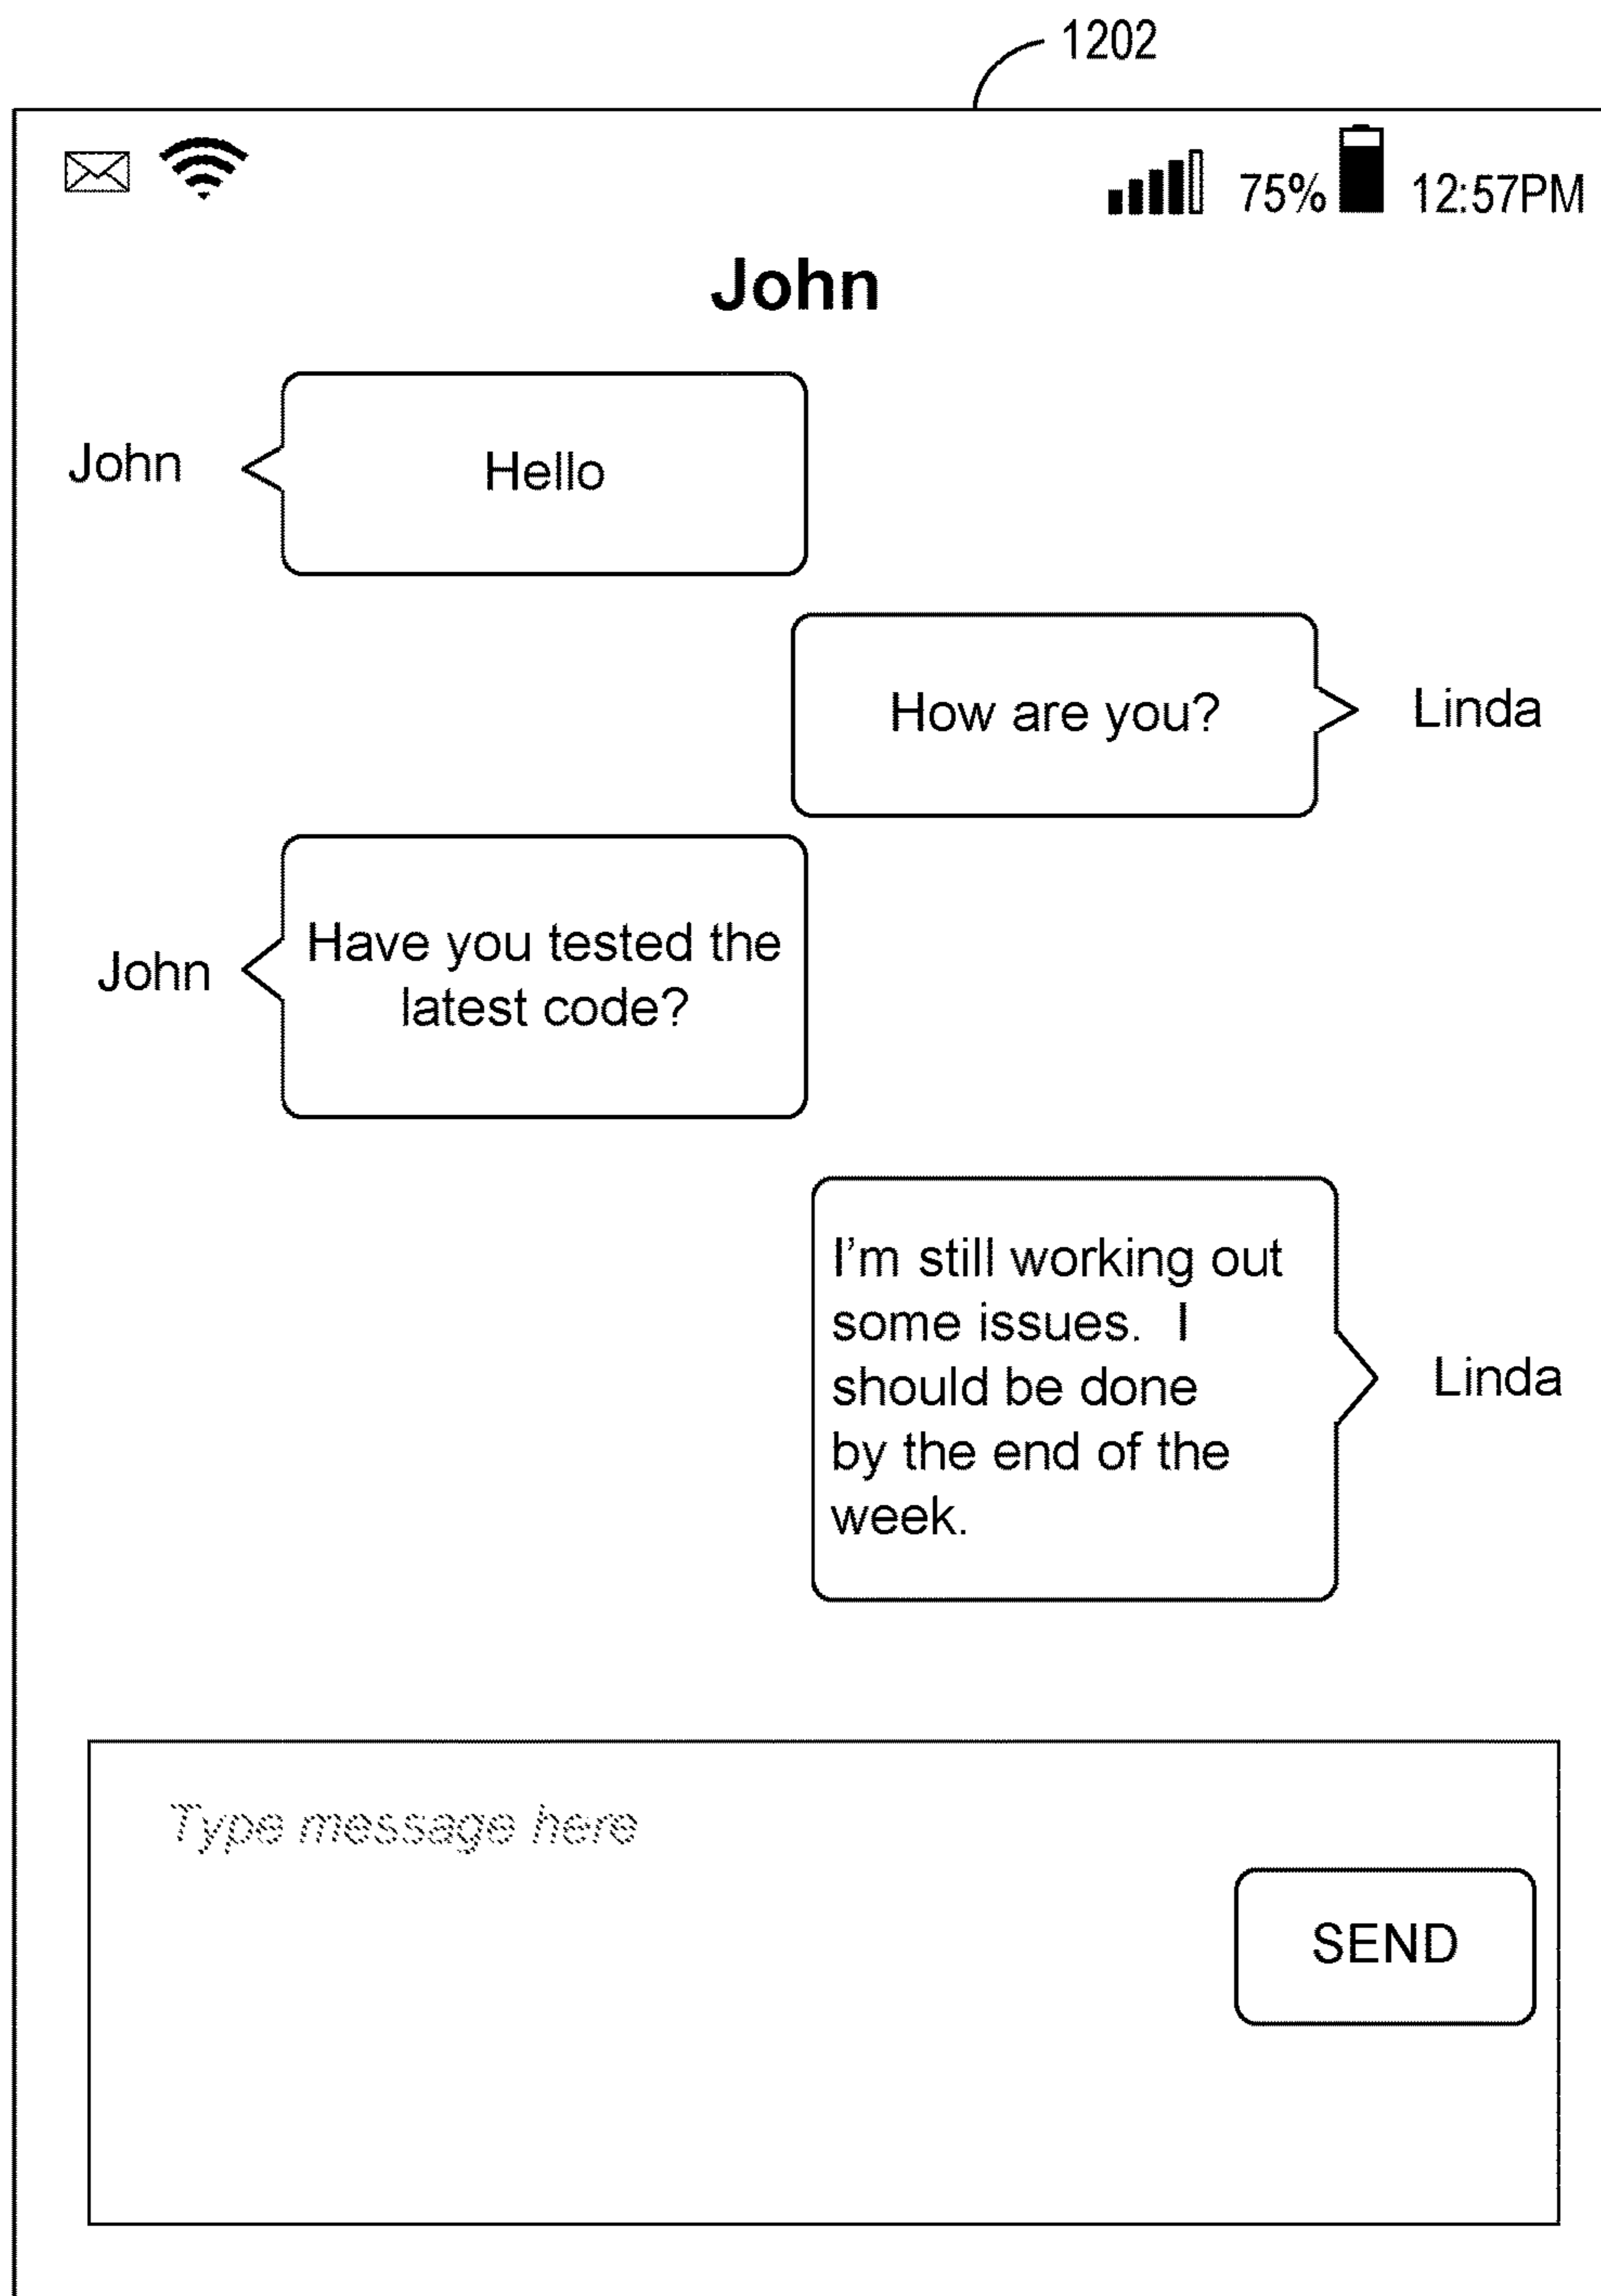 1202
75% 12:57PM
John
John
Hello
How are you?
Linda
John
Have you tested the
latest code?
I'm still working out
some issues.  I
should be done
by the end of the
week.
Linda
Type message here
SEND